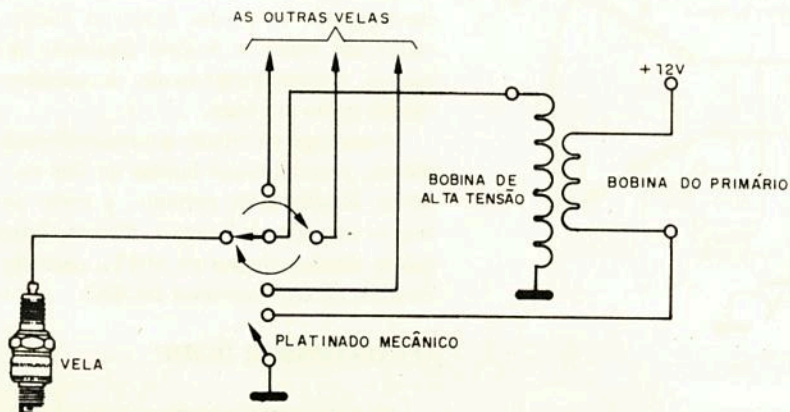 AS OUTRAS VELAS
+12V
BOBINA DE
ALTA TENSÃO
BOBINA DO PRIMÁRIO
PLATINADO MECÂNICO
VELA